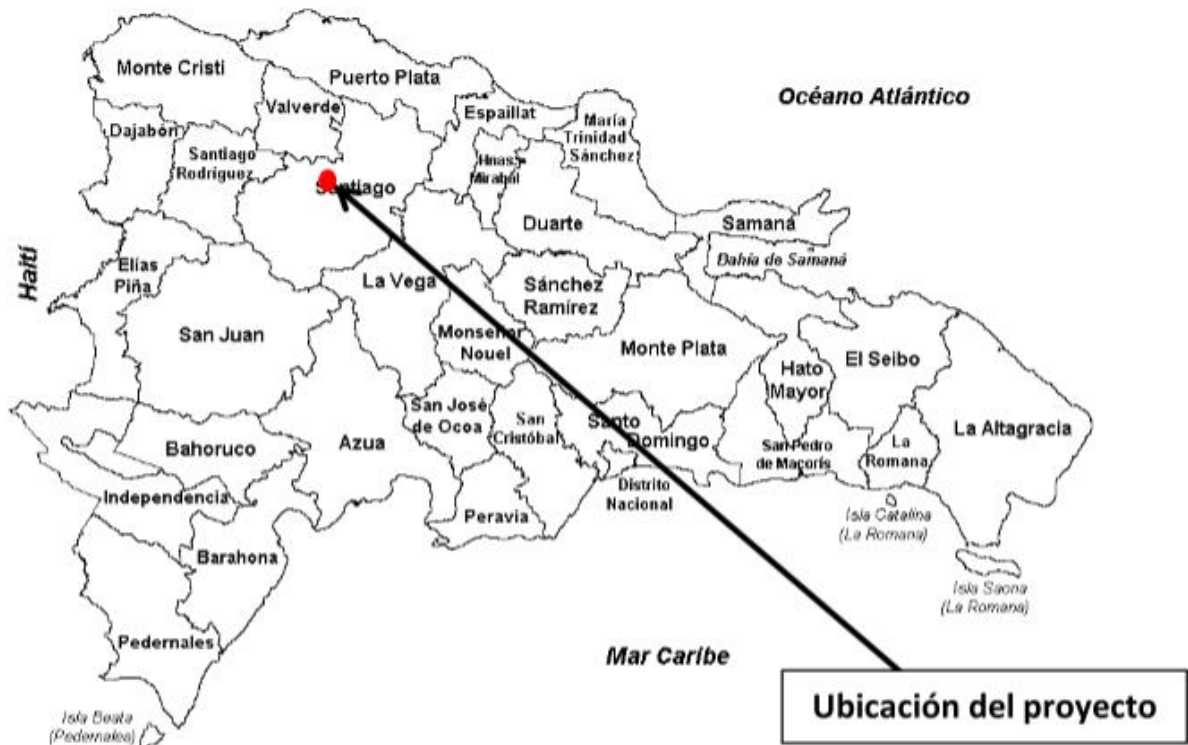 Monte Cristi
Puerto Plata
Océano Atlántico
Valverde
Espaillat
María
Trinidad
Sánchez
Dajabón
Santiago
Rodríguez
Hnas.
Mirabal
Santiago
Duarte
Samaná
Bahía de Samaná
Haití
Elías
Piña
La Vega
Sánchez
Ramírez
San Juan
Monseñor
Nouel
Monte Plata
El Seibo
Hato
Mayor
San José
de Ocoa
San
Cristóbal
Santo
Domingo
La Altagracia
Azua
Bahoruco
San Pedro
de Macorís
La
Romana
Independencia
Distrito
Nacional
Peravia
Isla Catalina
(La Romana)
Barahona
Isla Saona
(La Romana)
Pedernales
Mar Caribe
Ubicación del proyecto
Isla Beata
(Pedernales)